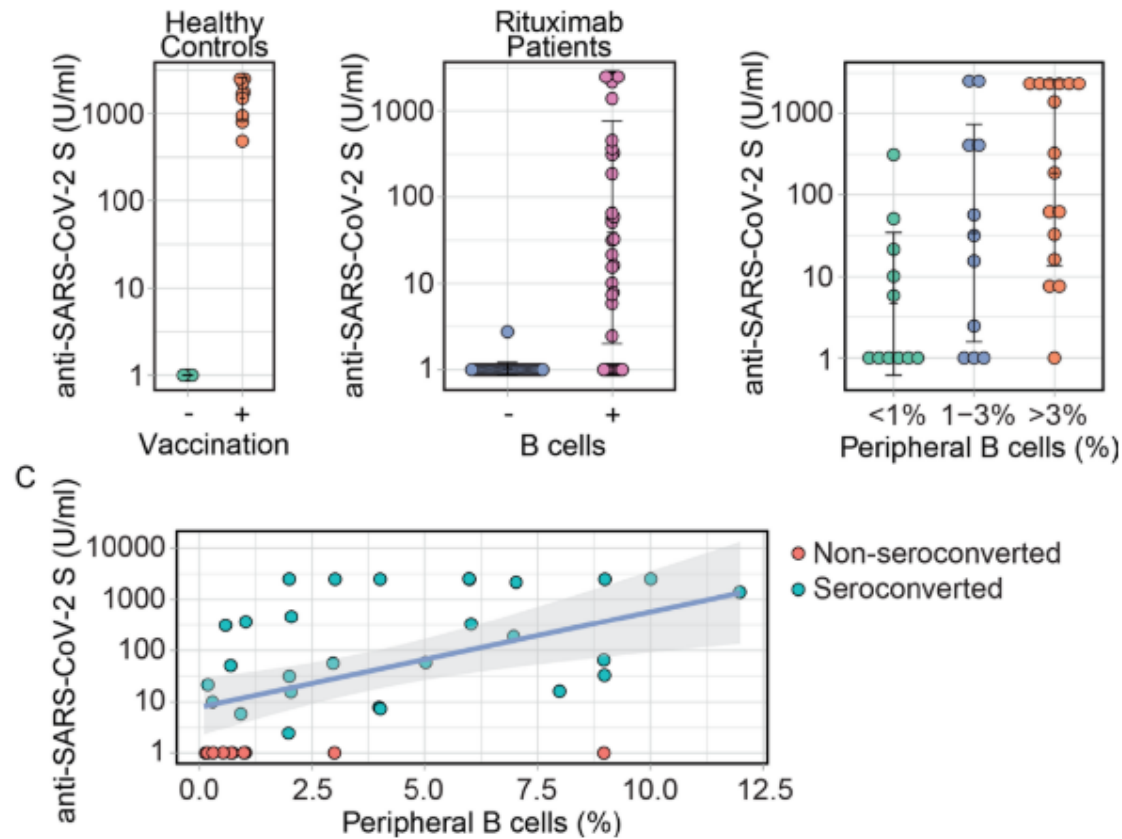 Healthy
Controls
anti-SARS-CoV-2 S (U/ml)
1000
100
10
1
-
+
Vaccination
Rituximab
Patients
anti-SARS-CoV-2 S (U/ml)
1000
100
10
1
-
+
B cells
anti-SARS-CoV-2 S (U/ml)
1000
100
10
1
<1% 1−3% >3%
Peripheral B cells (%)
C
anti-SARS-CoV-2 S (U/ml)
10000
1000
100
10
1
0.0 2.5 5.0 7.5 10.0 12.5
Peripheral B cells (%)
Non-seroconverted
Seroconverted